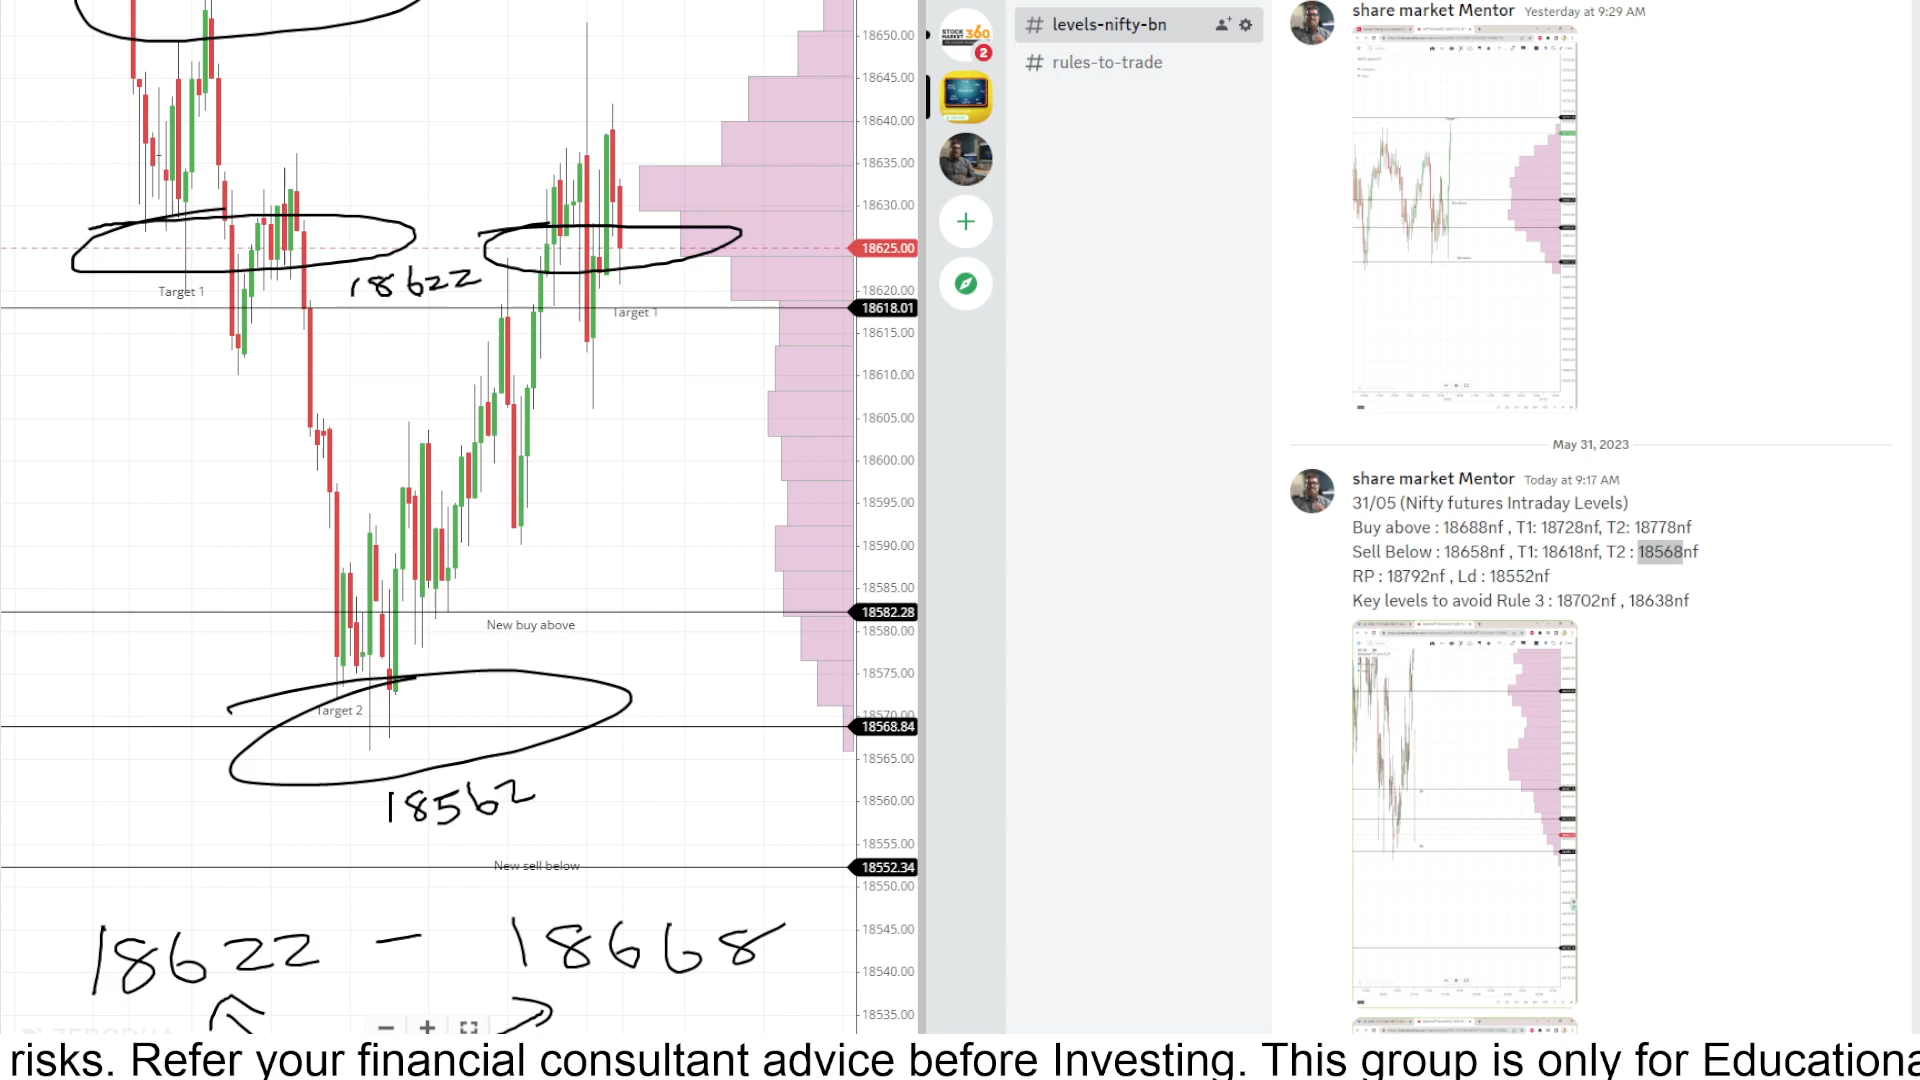 18650.00
18645.00
18640.00
18635.00
18630.00
18625.00
18620.00
18618.01
18615.00
18610.00
18605.00
18600.00
18595.00
18590.00
18585.00
18582.28
18580.00
18575.00
18570.00
18568.84
18565.00
18560.00
18555.00
18552.34
18550.00
18545.00
18540.00
18535.00
Target 1
18622
Target 1
New buy above
Target 2
18562
New sell below
18622 - 18668
ZERODHA
STOCK MARKET 360
2
# levels-nifty-bn
# rules-to-trade
share market Mentor Yesterday at 9:29 AM
May 31, 2023
share market Mentor Today at 9:17 AM
31/05 (Nifty futures Intraday Levels)
Buy above : 18688nf , T1: 18728nf, T2: 18778nf
Sell Below : 18658nf , T1: 18618nf, T2 : 18568nf
RP : 18792nf , Ld : 18552nf
Key levels to avoid Rule 3 : 18702nf , 18638nf
risks. Refer your financial consultant advice before Investing. This group is only for Educationa